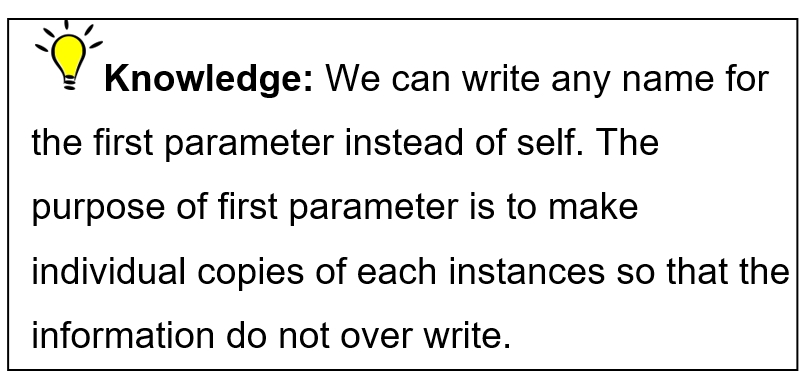 Knowledge: We can write any name for
the first parameter instead of self. The
purpose of first parameter is to make
individual copies of each instances so that the
information do not over write.